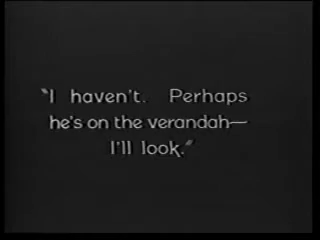 "I haven't. Perhaps
he's on the verandah—
I'll look."